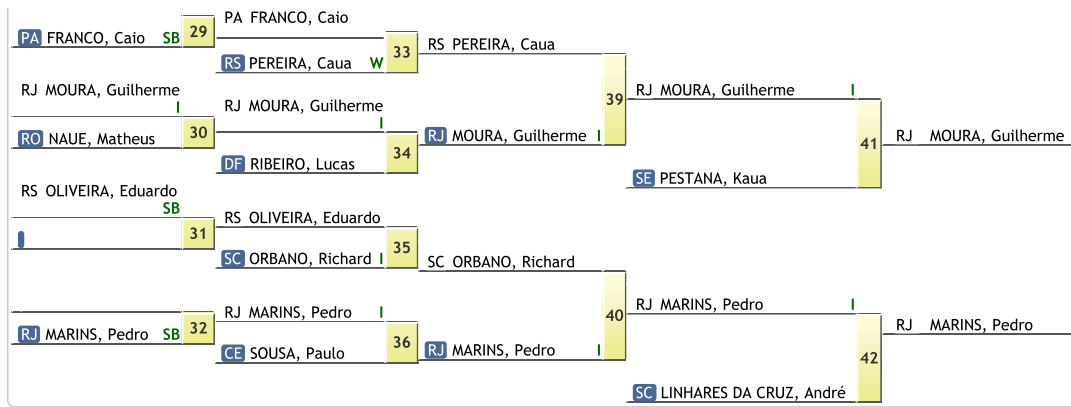 PA FRANCO, Caio SB
29
PA FRANCO, Caio
RS PEREIRA, Caua W
33
RS PEREIRA, Caua
RJ MOURA, Guilherme
I
RO NAUE, Matheus
30
RJ MOURA, Guilherme
I
DF RIBEIRO, Lucas
34
RJ MOURA, Guilherme I
39
RJ MOURA, Guilherme I
SE PESTANA, Kaua
41
RJ MOURA, Guilherme
RS OLIVEIRA, Eduardo
SB
31
RS OLIVEIRA, Eduardo
SC ORBANO, Richard I
35
SC ORBANO, Richard
RJ MARINS, Pedro SB
32
RJ MARINS, Pedro I
CE SOUSA, Paulo
36
RJ MARINS, Pedro I
40
RJ MARINS, Pedro I
SC LINHARES DA CRUZ, André
42
RJ MARINS, Pedro